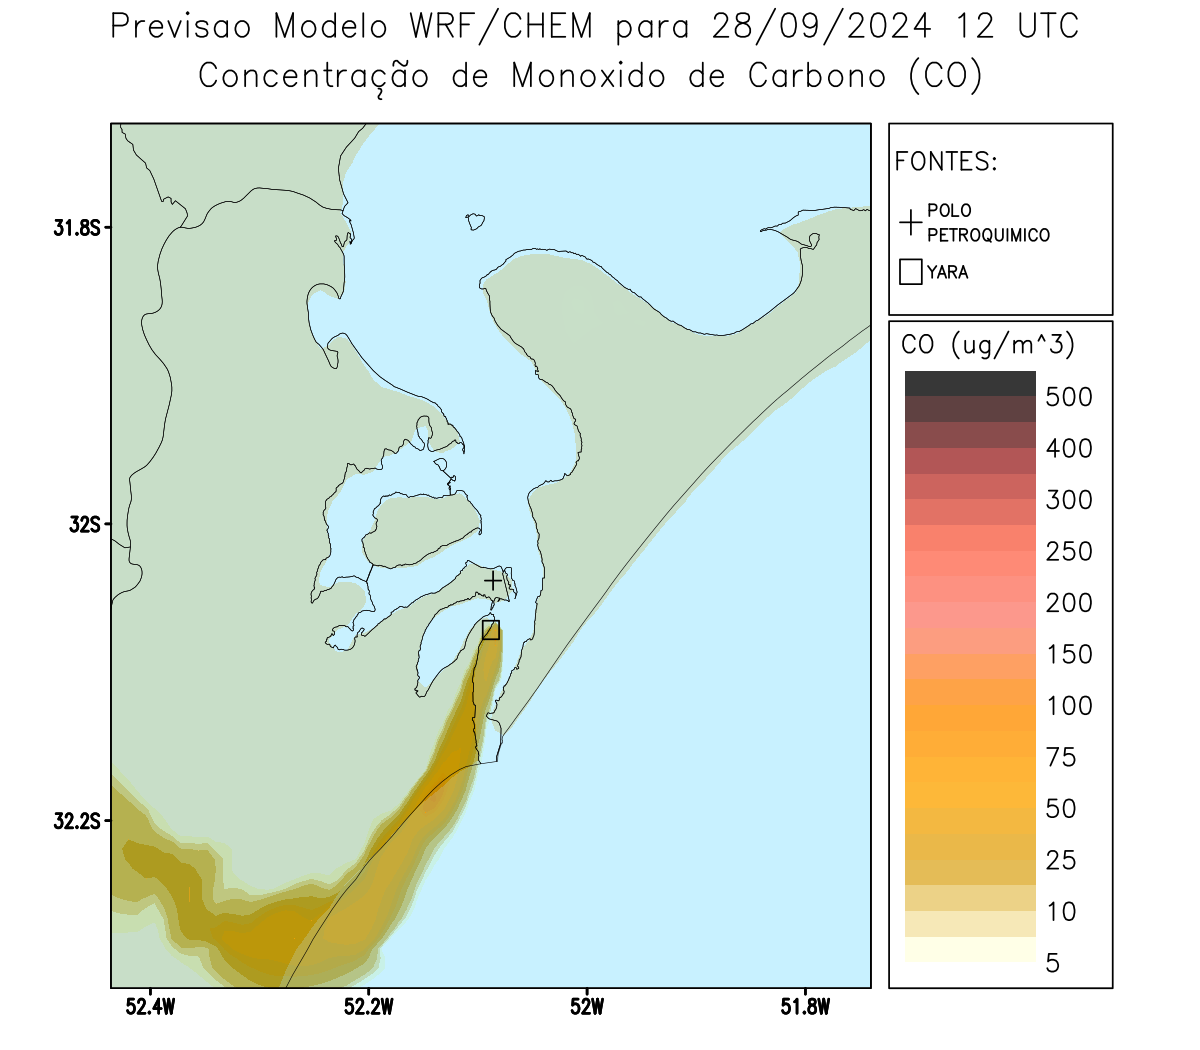 Previsao Modelo WRF/CHEM para 28/09/2024 12 UTC
Concentração de Monoxido de Carbono (CO)
FONTES:
POLO
PETROQUIMICO
YARA
31.8S
32S
32.2S
52.4W
52.2W
52W
51.8W
CO (ug/m^3)
500
400
300
250
200
150
100
75
50
25
10
5